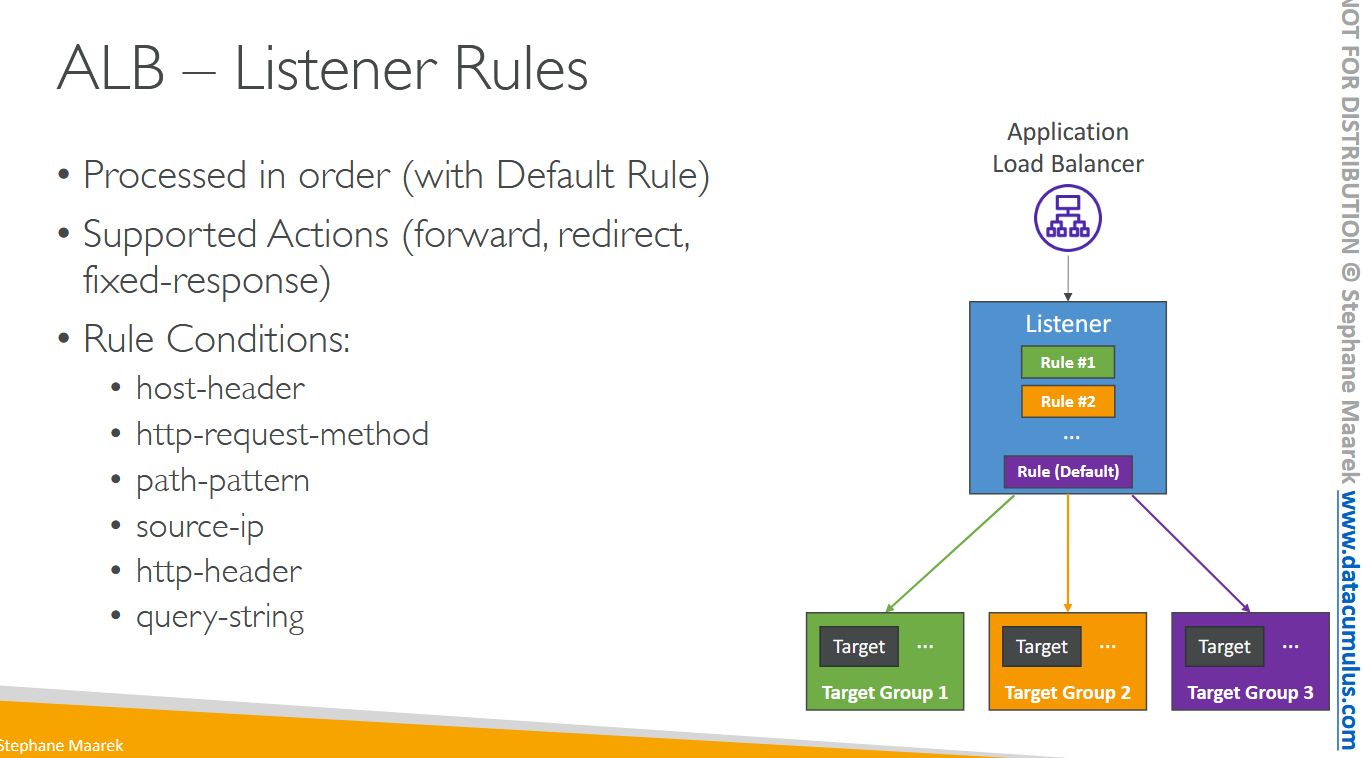 ALB – Listener Rules
• Processed in order (with Default Rule)
• Supported Actions (forward, redirect,
fixed-response)
• Rule Conditions:
• host-header
• http-request-method
• path-pattern
• source-ip
• http-header
• query-string
Application
Load Balancer
Listener
Rule #1
Rule #2
...
Rule (Default)
Target ...
Target Group 1
Target ...
Target Group 2
Target ...
Target Group 3
NOT FOR DISTRIBUTION © Stephane Maarek www.datacumulus.com
Stephane Maarek